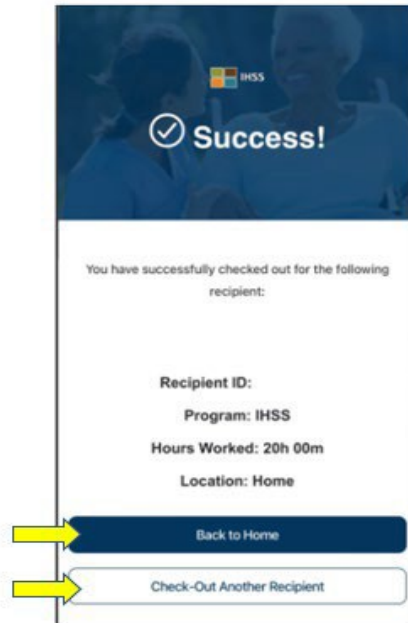 IHSS
Success!
You have successfully checked out for the following
recipient:
Recipient ID:
Program: IHSS
Hours Worked: 20h 00m
Location: Home
Back to Home
Check-Out Another Recipient